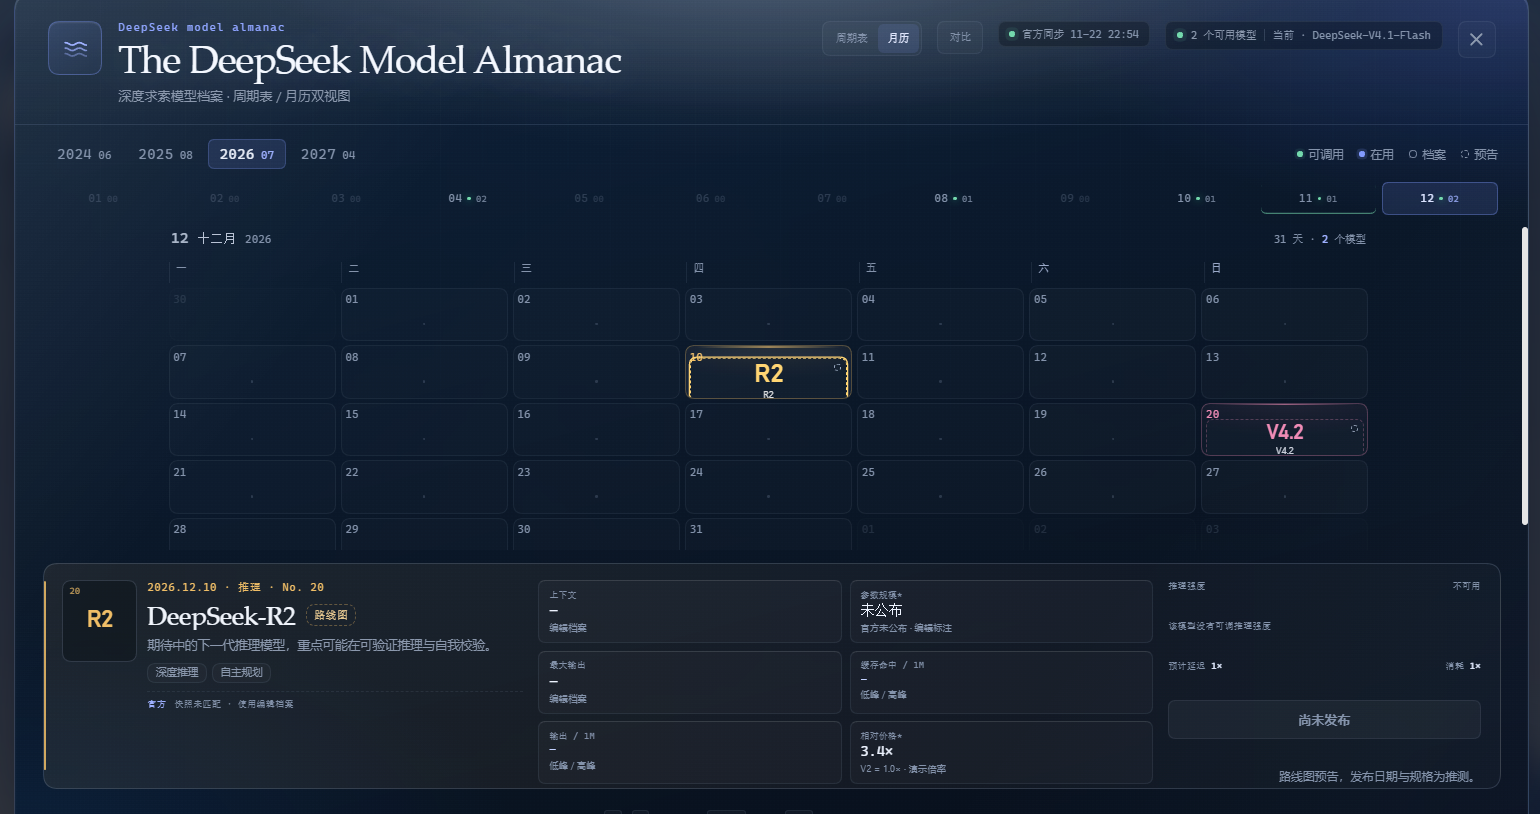 DeepSeek model almanac
The DeepSeek Model Almanac
深度求索模型档案 · 周期表 / 月历双视图
周期表 月历 对比 官方同步 11-22 22:54 2 个可用模型 当前 · DeepSeek-V4.1-Flash
2024 06 2025 08 2026 07 2027 04
可调用 在用 档案 预告
01 00 02 00 03 00 04 02 05 00 06 00 07 00 08 01 09 00 10 01 11 01 12 02
12 十二月 2026
31 天 · 2 个模型
一 二 三 四 五 六 日
30 01 02 03 04 05 06
07 08 09 10 11 12 13
R2
R2
14 15 16 17 18 19 20
V4.2
V4.2
21 22 23 24 25 26 27
28 29 30 31 01 02 03
20
R2
2026.12.10 · 推理 · No. 20
DeepSeek-R2 路线图
期待中的下一代推理模型，重点可能在可验证推理与自我校验。
深度推理 自主规划
官方 快照未匹配 · 使用编辑档案
上下文
—
编辑档案
参数规模*
未公布
官方未公布 · 编辑标注
最大输出
—
编辑档案
缓存命中 / 1M
—
低峰 / 高峰
输出 / 1M
—
低峰 / 高峰
相对价格*
3.4×
V2 = 1.0× · 演示倍率
推理强度 不可用
该模型没有可调推理强度
预计延迟 1× 消耗 1×
尚未发布
路线图预告，发布日期与规格为推测。